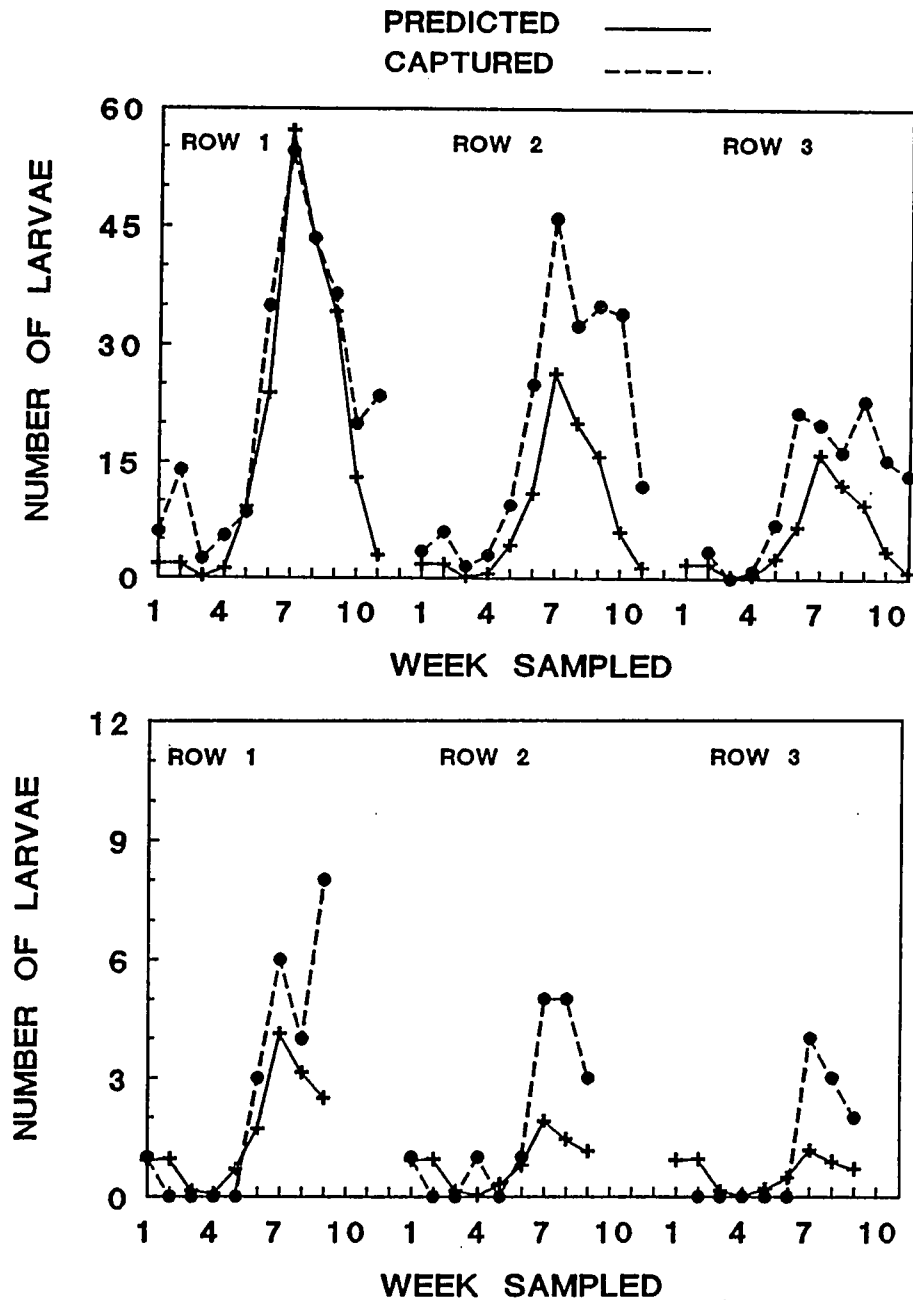 PREDICTED
CAPTURED
60
ROW 1 ROW 2 ROW 3
45
30
15
0
NUMBER OF LARVAE
1 4 7 10 1 4 7 10 1 4 7 10
WEEK SAMPLED
12
ROW 1 ROW 2 ROW 3
9
6
3
0
NUMBER OF LARVAE
1 4 7 10 1 4 7 10 1 4 7 10
WEEK SAMPLED